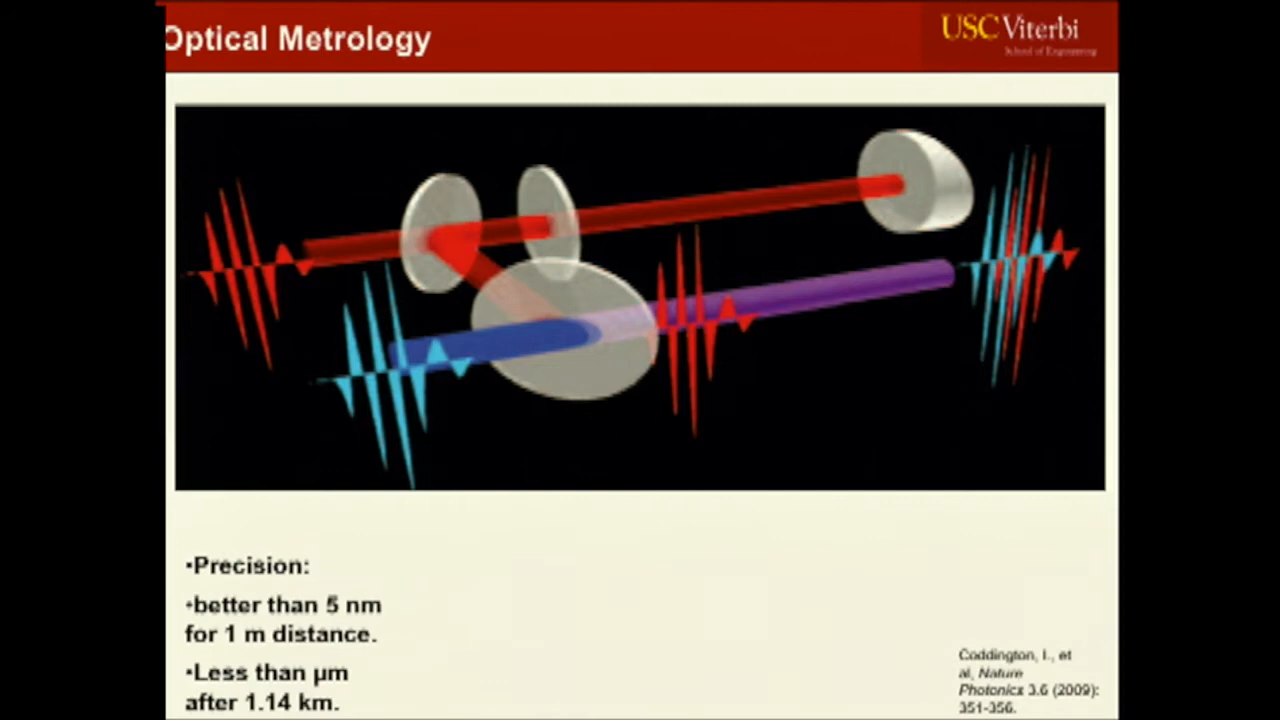 Optical Metrology
USC Viterbi
School of Engineering
•Precision:
•better than 5 nm
for 1 m distance.
•Less than μm
after 1.14 km.
Coddington, I., et
al, Nature
Photonics 3.6 (2009):
351-356.